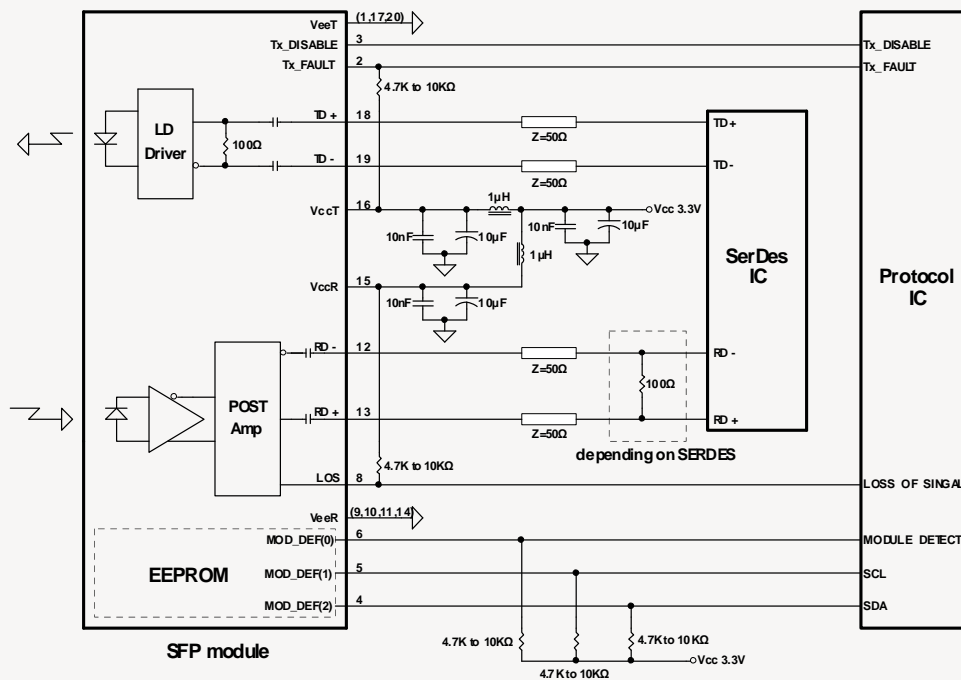 VeeT (1,17,20)
Tx_DISABLE 3 Tx_DISABLE
Tx_FAULT 2 Tx_FAULT
4.7K to 10KΩ
LD Driver
100Ω
TD+ 18 Z=50Ω TD+
TD- 19 Z=50Ω TD-
VccT 16
1µH
Vcc 3.3V
10nF 10µF
10nF 10µF
1µH
VccR 15
10nF 10µF
SerDes IC
Protocol IC
RD- 12 Z=50Ω RD-
100Ω
POST Amp
RD+ 13 Z=50Ω RD+
depending on SERDES
4.7K to 10KΩ
LOS 8 LOSS OF SINGAL
VeeR (9,10,11,14)
MOD_DEF(0) 6 MODULE DETECT
EEPROM
MOD_DEF(1) 5 SCL
MOD_DEF(2) 4 SDA
4.7K to 10KΩ
4.7K to 10KΩ
4.7K to 10KΩ
Vcc 3.3V
SFP module